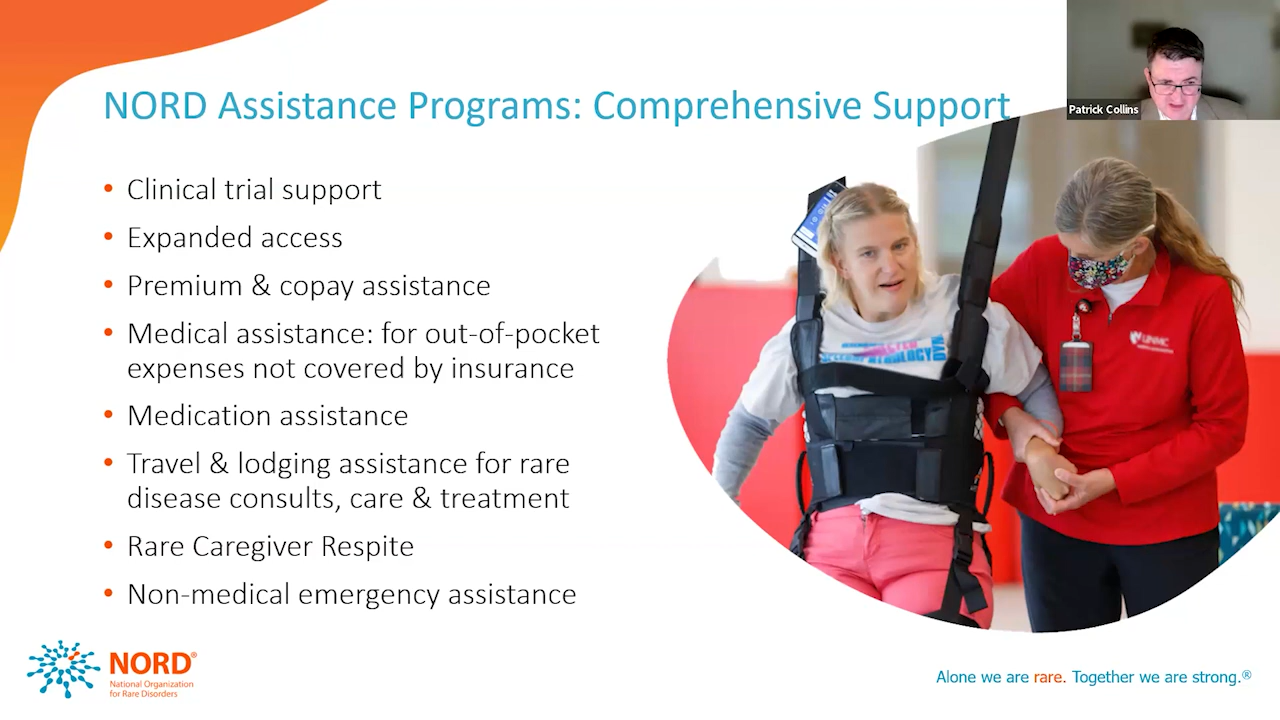 NORD Assistance Programs: Comprehensive Support
Patrick Collins
• Clinical trial support
• Expanded access
• Premium & copay assistance
• Medical assistance: for out-of-pocket
expenses not covered by insurance
• Medication assistance
• Travel & lodging assistance for rare
disease consults, care & treatment
• Rare Caregiver Respite
• Non-medical emergency assistance
UNMC
NORD®
National Organization
for Rare Disorders
Alone we are rare. Together we are strong.®